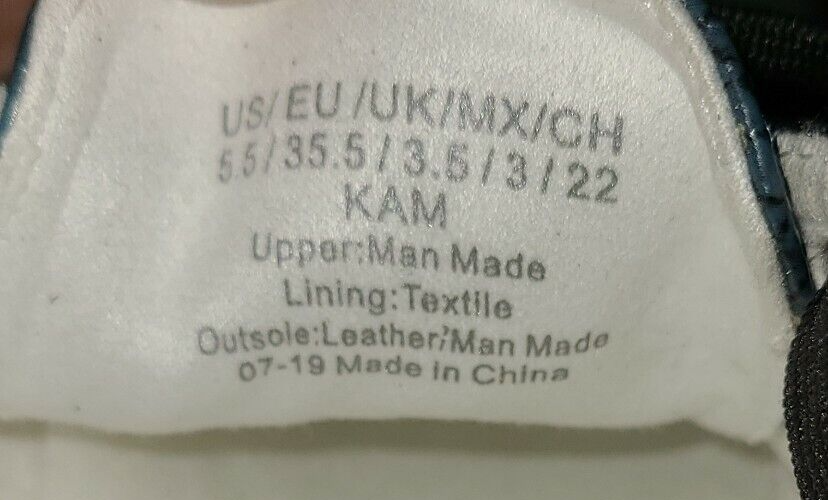 US/EU/UK/MX/CH
5.5/35.5/3.5/3/22
KAM
Upper:Man Made
Lining:Textile
Outsole:Leather/Man Made
07-19 Made in China